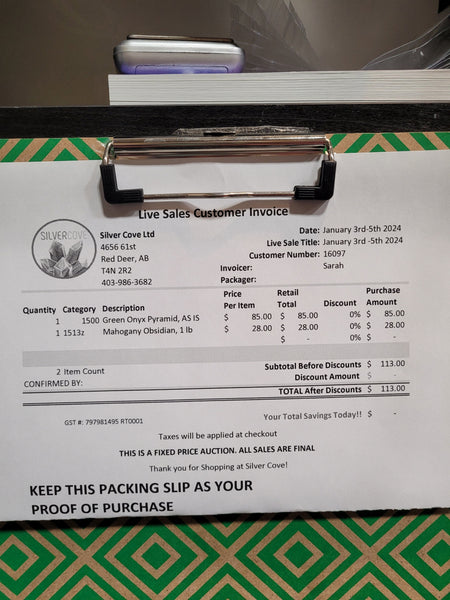 Live Sales Customer Invoice
SILVERCOVE
Silver Cove Ltd
4656 61st
Red Deer, AB
T4N 2R2
403-986-3682
Date: January 3rd-5th 2024
Live Sale Title: January 3rd -5th 2024
Customer Number: 16097
Invoicer: Sarah
Packager:
Quantity Category Description Price Per Item Retail Total Discount Purchase Amount
1 1500 Green Onyx Pyramid, AS IS $ 85.00 $ 85.00 0% $ 85.00
1 1513z Mahogany Obsidian, 1 lb $ 28.00 $ 28.00 0% $ 28.00
$ - 0% $ -
2 Item Count
Subtotal Before Discounts $ 113.00
CONFIRMED BY:
Discount Amount $ -
TOTAL After Discounts $ 113.00
GST #: 797981495 RT0001
Your Total Savings Today!! $ -
Taxes will be applied at checkout
THIS IS A FIXED PRICE AUCTION. ALL SALES ARE FINAL
Thank you for Shopping at Silver Cove!
KEEP THIS PACKING SLIP AS YOUR
PROOF OF PURCHASE